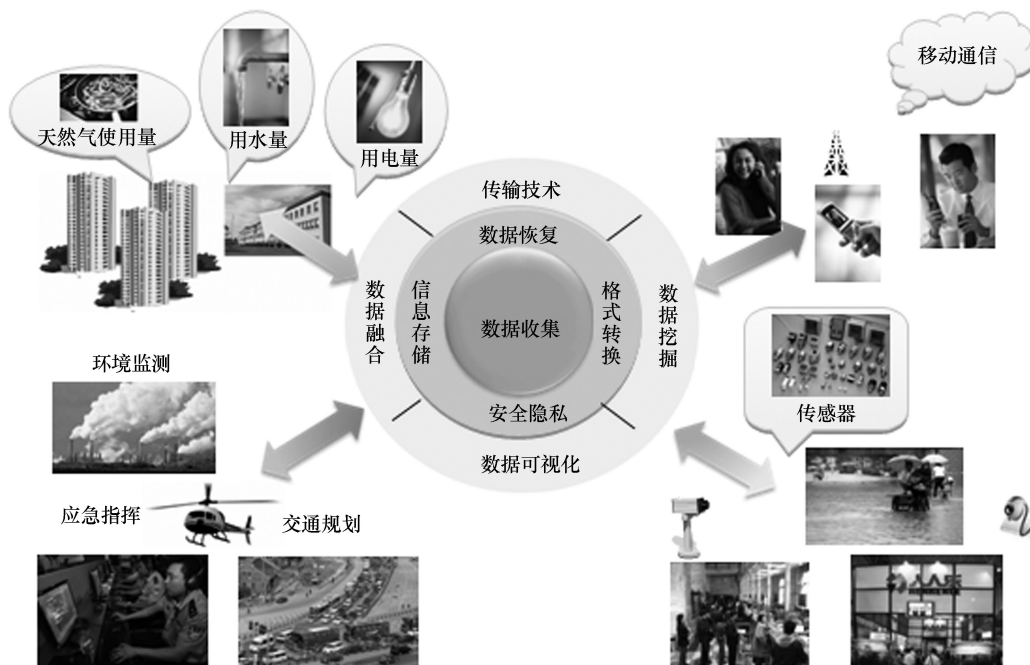 天然气使用量
用水量
用电量
移动通信
传输技术
数据恢复
数据融合
信息存储
数据收集
格式转换
数据挖掘
安全隐私
数据可视化
环境监测
应急指挥
交通规划
传感器
人人乐